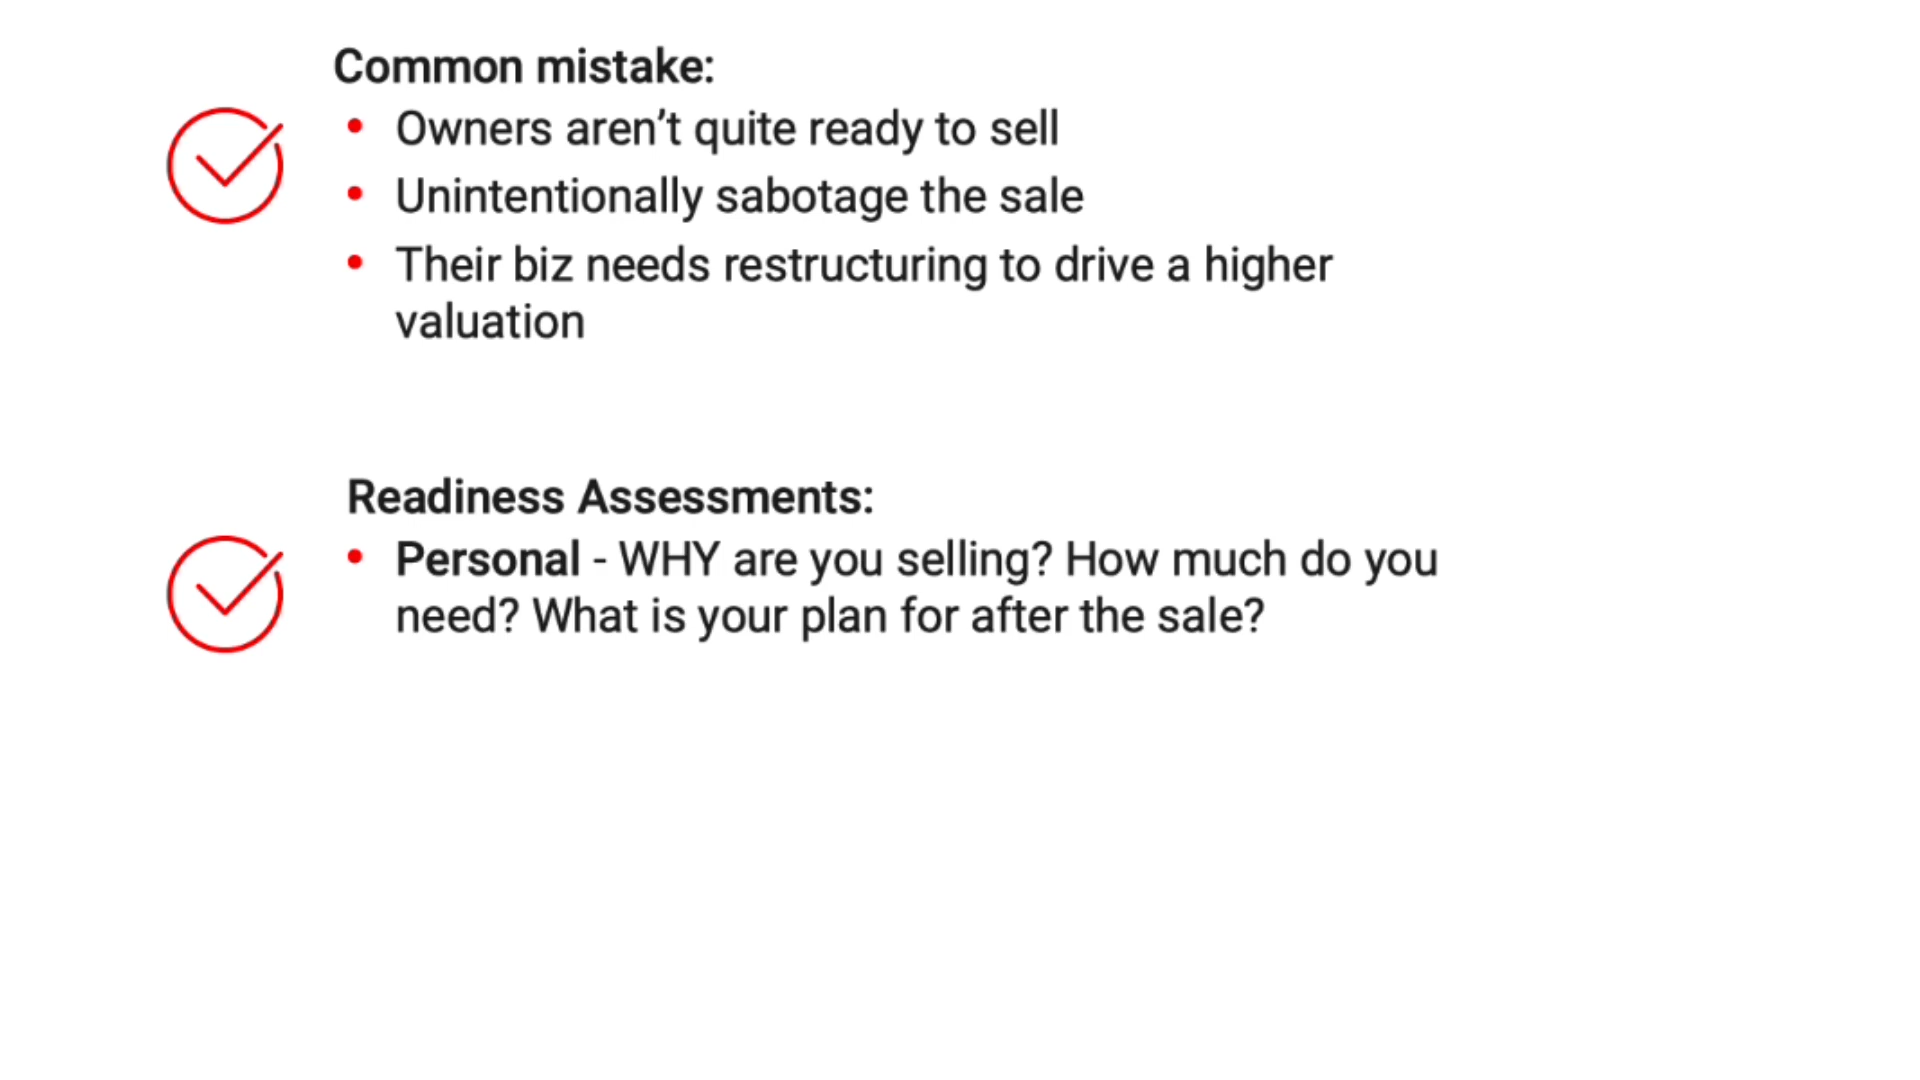 Common mistake:
• Owners aren’t quite ready to sell
• Unintentionally sabotage the sale
• Their biz needs restructuring to drive a higher
valuation
Readiness Assessments:
• Personal - WHY are you selling? How much do you
need? What is your plan for after the sale?